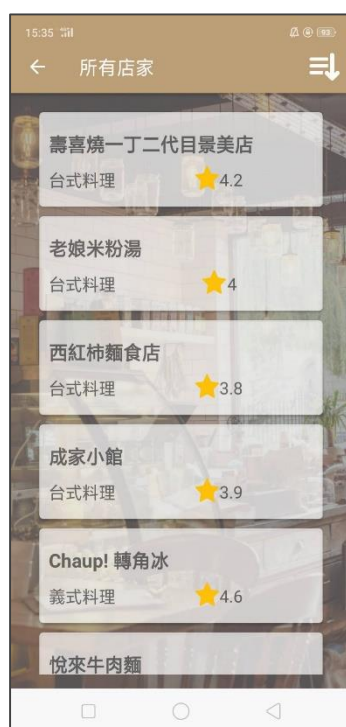 15:35
53
所有店家
壽喜燒一丁二代目景美店
台式料理 4.2
老娘米粉湯
台式料理 4
西紅柿麵食店
台式料理 3.8
成家小館
台式料理 3.9
Chaup! 轉角冰
義式料理 4.6
悅來牛肉麵